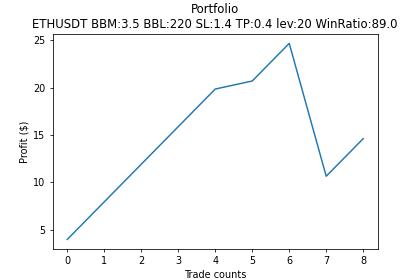 Portfolio
ETHUSDT BBM:3.5 BBL:220 SL:1.4 TP:0.4 lev:20 WinRatio:89.0
25
20
15
10
5
Profit ($)
0 1 2 3 4 5 6 7 8
Trade counts